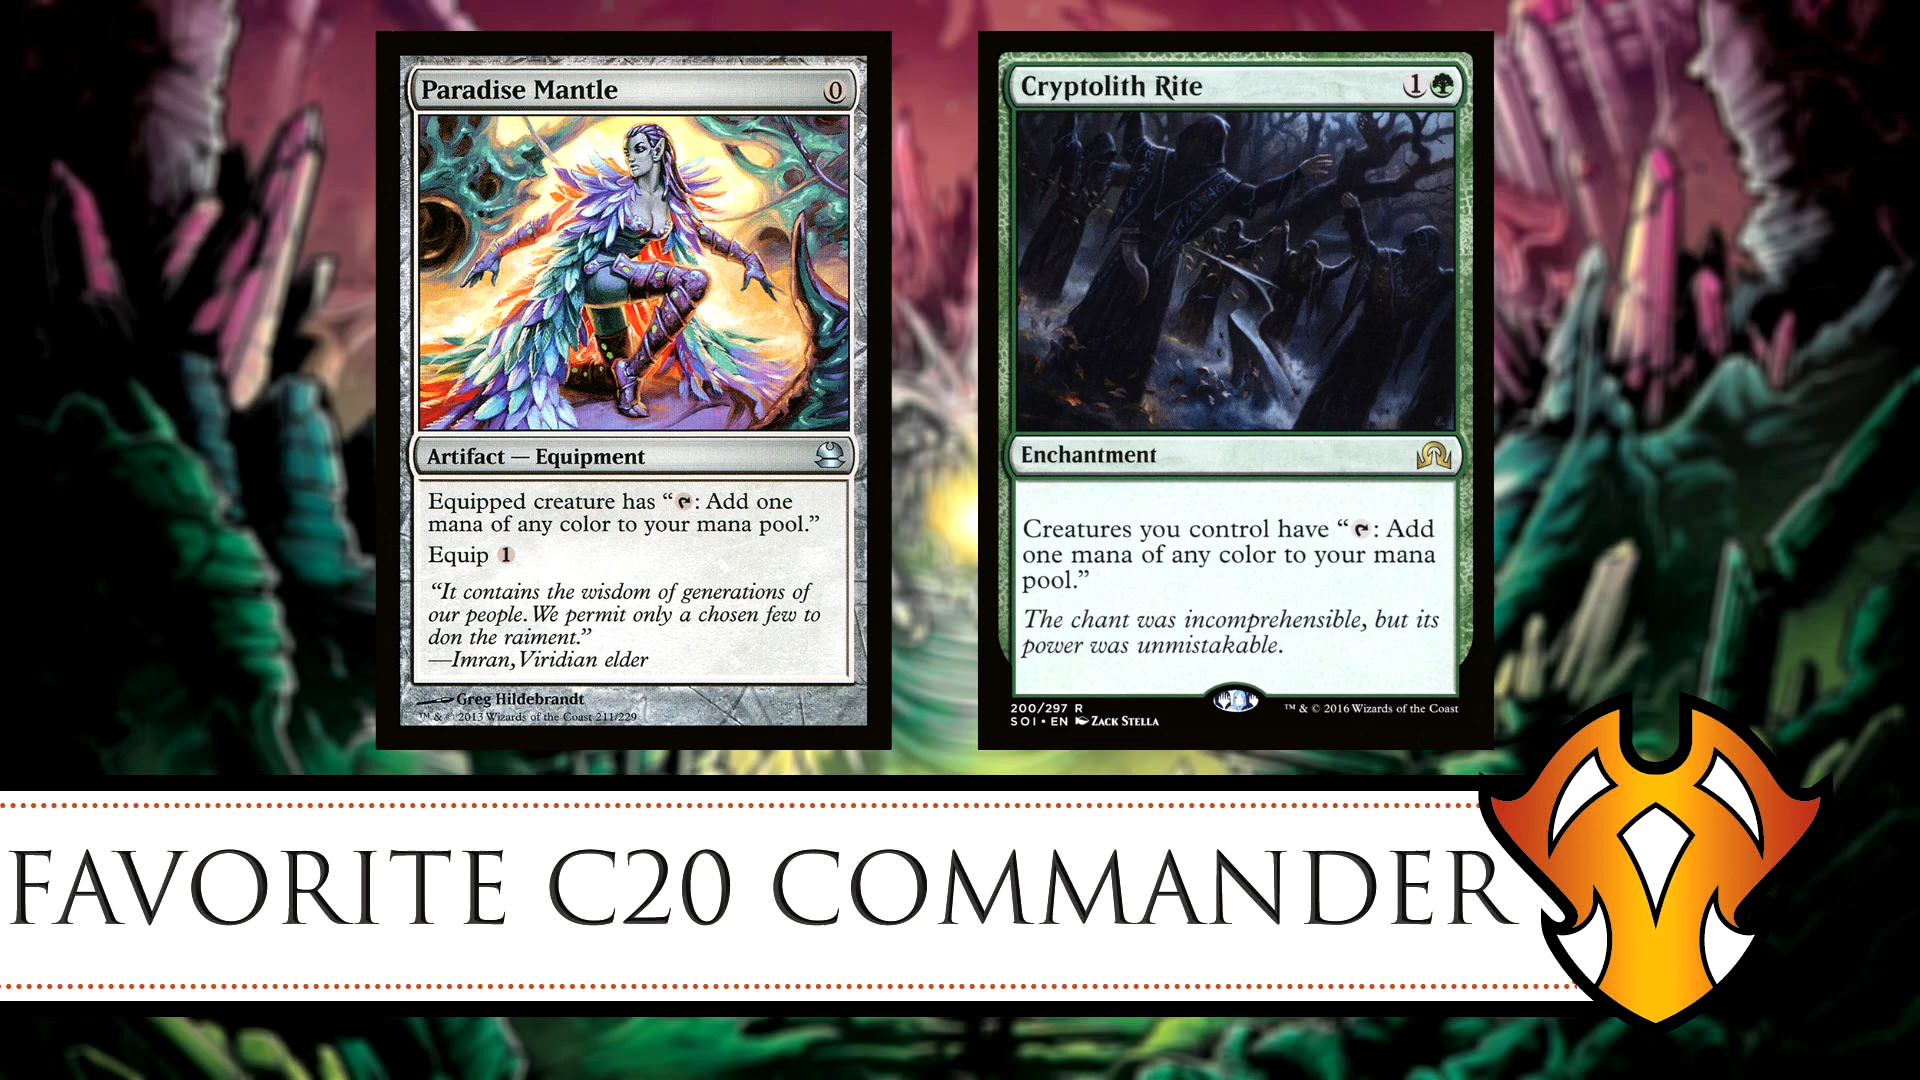 Paradise Mantle 0
Artifact — Equipment
Equipped creature has “ : Add one
mana of any color to your mana pool.”
Equip 1
“It contains the wisdom of generations of
our people. We permit only a chosen few to
don the raiment.”
—Imran, Viridian elder
Greg Hildebrandt
™ & © 2013 Wizards of the Coast 211/229
Cryptolith Rite 1
Enchantment
Creatures you control have “ : Add
one mana of any color to your mana
pool.”
The chant was incomprehensible, but its
power was unmistakable.
200/297 R
SOI • EN Zack Stella
™ & © 2016 Wizards of the Coast
FAVORITE C20 COMMANDER